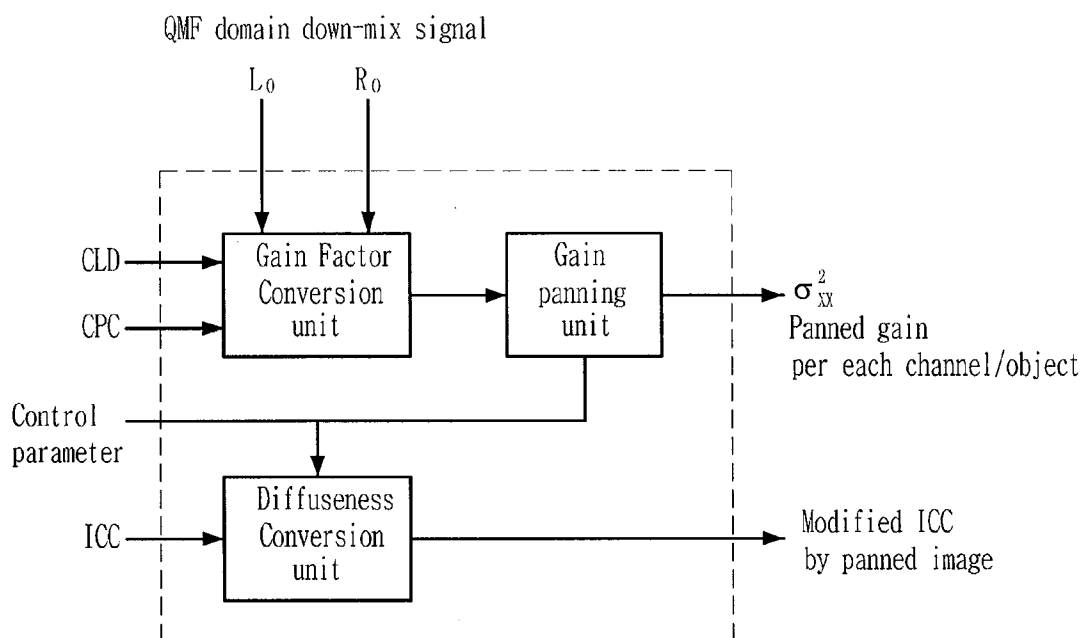 QMF domain down-mix signal
L0 R0
CLD
CPC
Gain Factor
Conversion
unit
Gain
panning
unit
σ²XX
Panned gain
per each channel/object
Control
parameter
ICC
Diffuseness
Conversion
unit
Modified ICC
by panned image